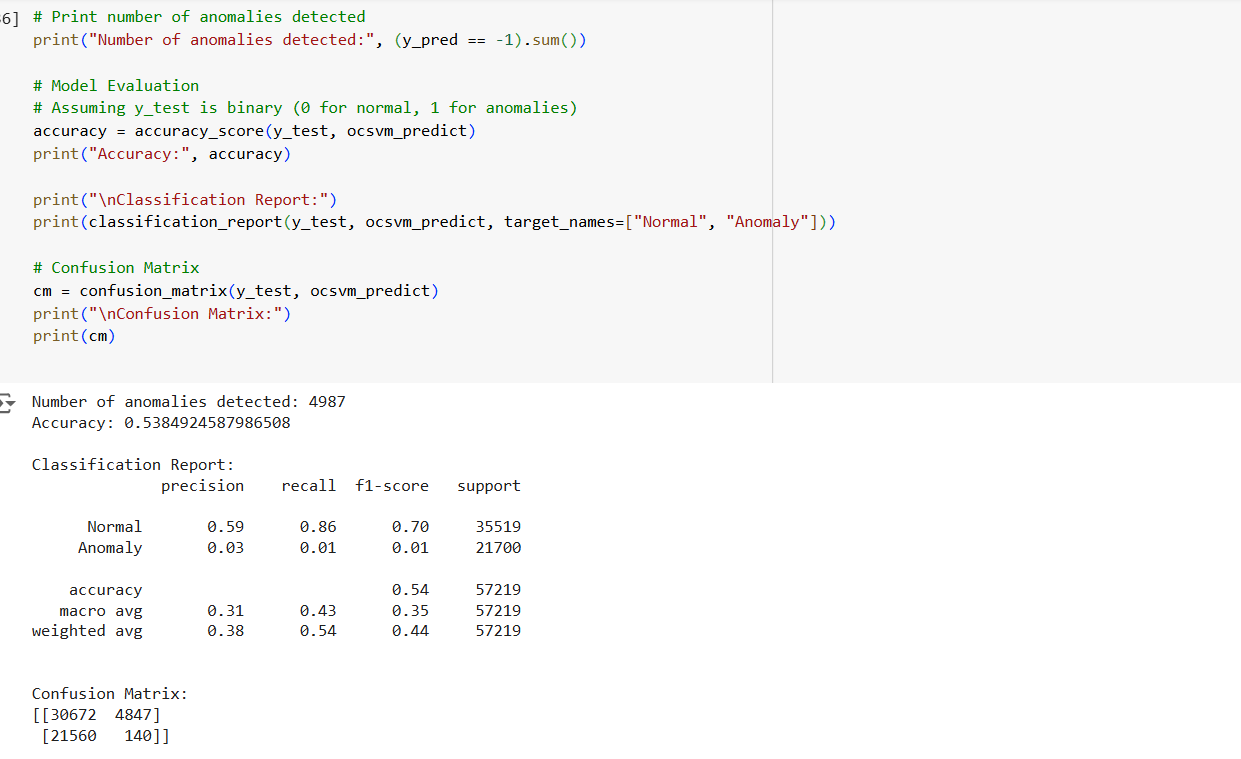 6] # Print number of anomalies detected
print("Number of anomalies detected:", (y_pred == -1).sum())
# Model Evaluation
# Assuming y_test is binary (0 for normal, 1 for anomalies)
accuracy = accuracy_score(y_test, ocsvm_predict)
print("Accuracy:", accuracy)
print("\nClassification Report:")
print(classification_report(y_test, ocsvm_predict, target_names=["Normal", "Anomaly"]))
# Confusion Matrix
cm = confusion_matrix(y_test, ocsvm_predict)
print("\nConfusion Matrix:")
print(cm)
Number of anomalies detected: 4987
Accuracy: 0.5384924587986508
Classification Report:
precision recall f1-score support
Normal 0.59 0.86 0.70 35519
Anomaly 0.03 0.01 0.01 21700
accuracy 0.54 57219
macro avg 0.31 0.43 0.35 57219
weighted avg 0.38 0.54 0.44 57219
Confusion Matrix:
[[30672 4847]
[21560 140]]